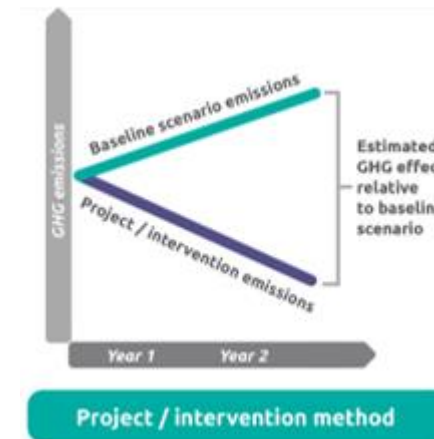 GHG emissions
Baseline scenario emissions
Project / intervention emissions
Estimated
GHG effec
relative
to baselin
scenario
Year 1 Year 2
Project / intervention method